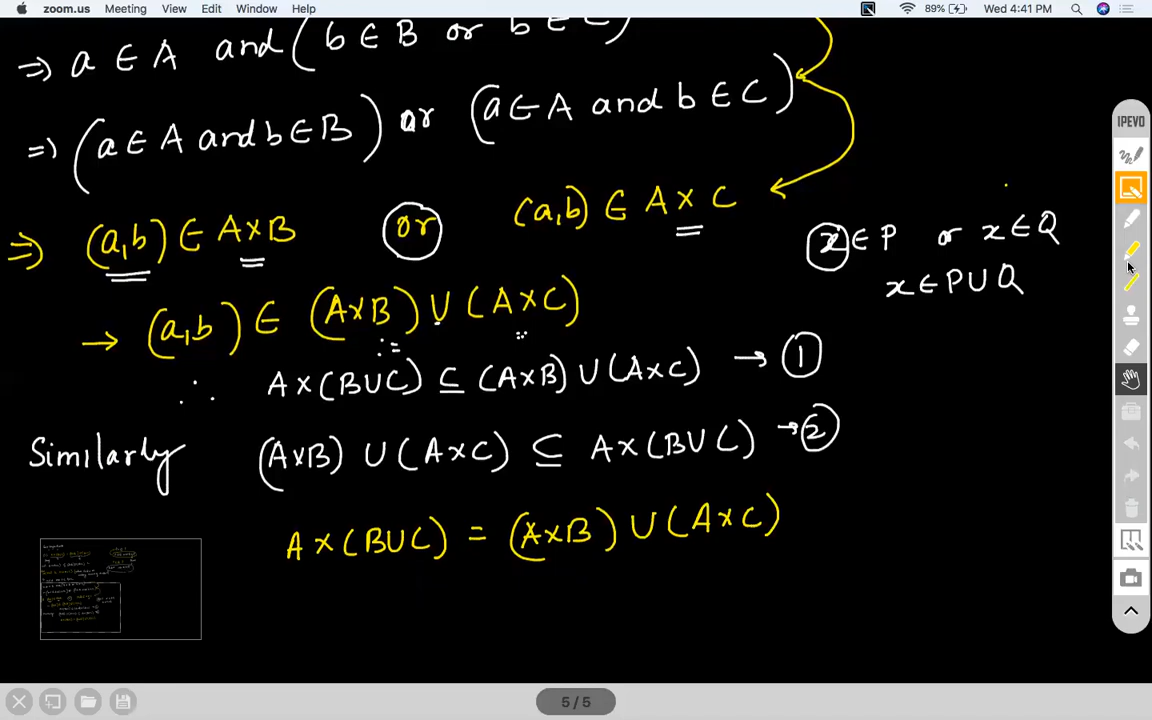 zoom.us Meeting View Edit Window Help 89% Wed 4:41 PM
⇒ a ∈ A and (b ∈ B or b ∈ C)
⇒ (a ∈ A and b ∈ B) or (a ∈ A and b ∈ C)
⇒ (a,b) ∈ A×B or (a,b) ∈ A×C
x ∈ P or x ∈ Q
x ∈ P∪Q
→ (a,b) ∈ (A×B) ∪ (A×C)
∴ A×(B∪C) ⊆ (A×B) ∪ (A×C) → 1
Similarly (A×B) ∪ (A×C) ⊆ A×(B∪C) → 2
A×(B∪C) = (A×B) ∪ (A×C)
IPEVO
5/5